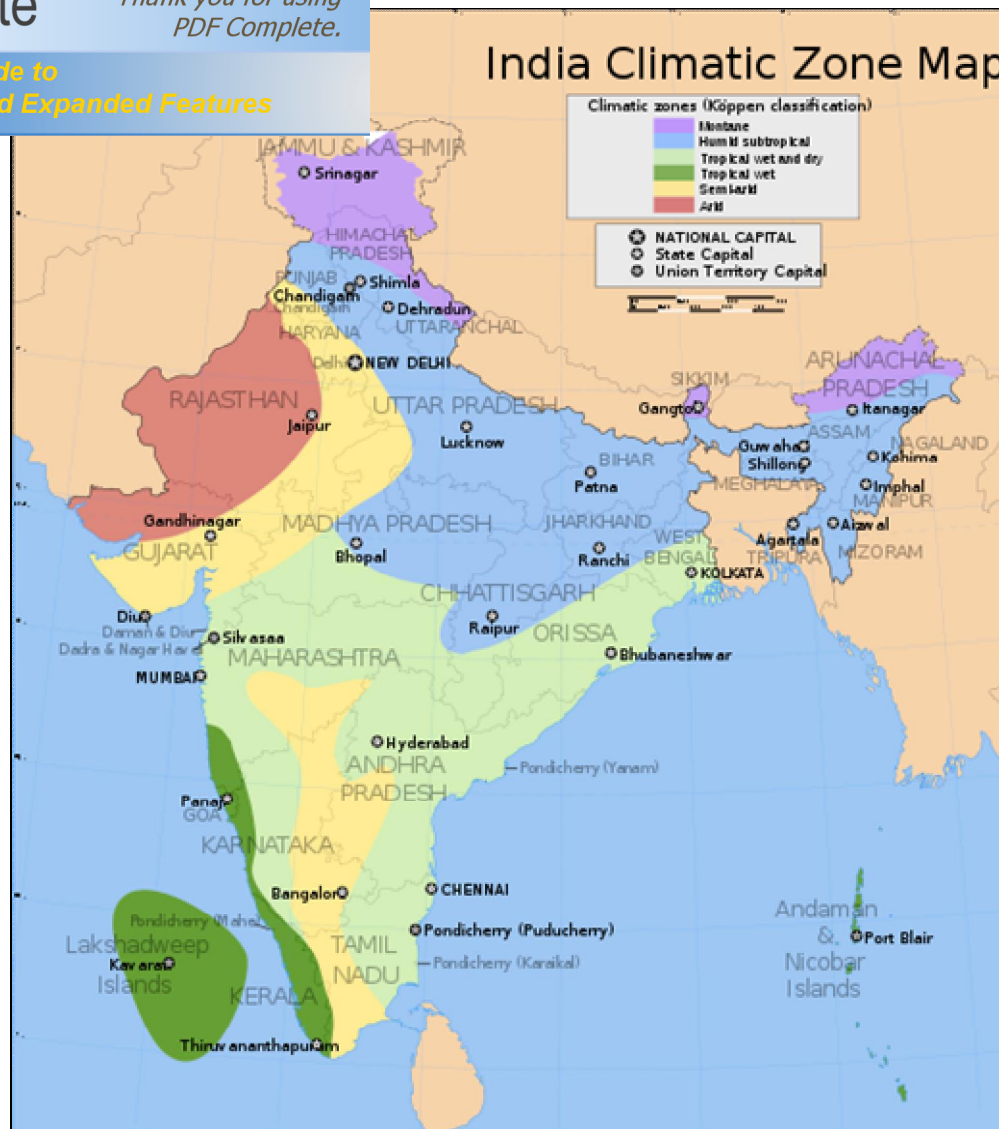 te
Thank you for using
PDF Complete.
de to
d Expanded Features
India Climatic Zone Map
Climatic zones (Köppen classification)
Montane
Humid subtropical
Tropical wet and dry
Tropical wet
Semi-arid
Arid
NATIONAL CAPITAL
State Capital
Union Territory Capital
JAMMU & KASHMIR
Srinagar
HIMACHAL
PRADESH
PUNJAB
Shimla
Chandigarh
Chandigarh
Dehradun
HARYANA
UTTARANCHAL
Delhi
NEW DELHI
ARUNACHAL
PRADESH
SIKKIM
Gangtok
Itanagar
RAJASTHAN
Jaipur
UTTAR PRADESH
Lucknow
ASSAM
NAGALAND
Guwahati
Kohima
Shillong
BIHAR
Patna
MEGHALAYA
Imphal
MANIPUR
Gandhinagar
GUJARAT
MADHYA PRADESH
Bhopal
JHARKHAND
Ranchi
WEST
BENGAL
Agartala
TRIPURA
Aizwal
MIZORAM
KOLKATA
CHHATTISGARH
Raipur
ORISSA
Diu
Daman & Diu
Dadra & Nagar Haveli
Silvasaa
MAHARASHTRA
Bhubaneshwar
MUMBAI
Hyderabad
ANDHRA
PRADESH
Pondicherry (Yanam)
Panaji
GOA
KARNATAKA
Bangalore
CHENNAI
Pondicherry (Mahe)
Pondicherry (Puducherry)
Lakshadweep
Islands
Kavaratti
TAMIL
NADU
Pondicherry (Karaikal)
KERALA
Thiruvananthapuram
Andaman
&
Nicobar
Islands
Port Blair